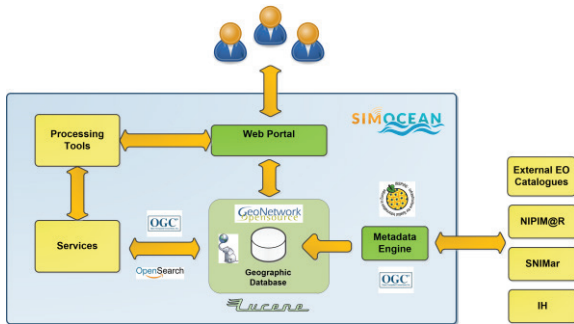 SIMOCEAN
Processing
Tools
Web Portal
External EO
Catalogues
GeoNetwork
opensource
NIPIM@R
OGC
Metadata
Engine
Services
Geographic
Database
SNIMar
OpenSearch
OGC
Lucene
IH